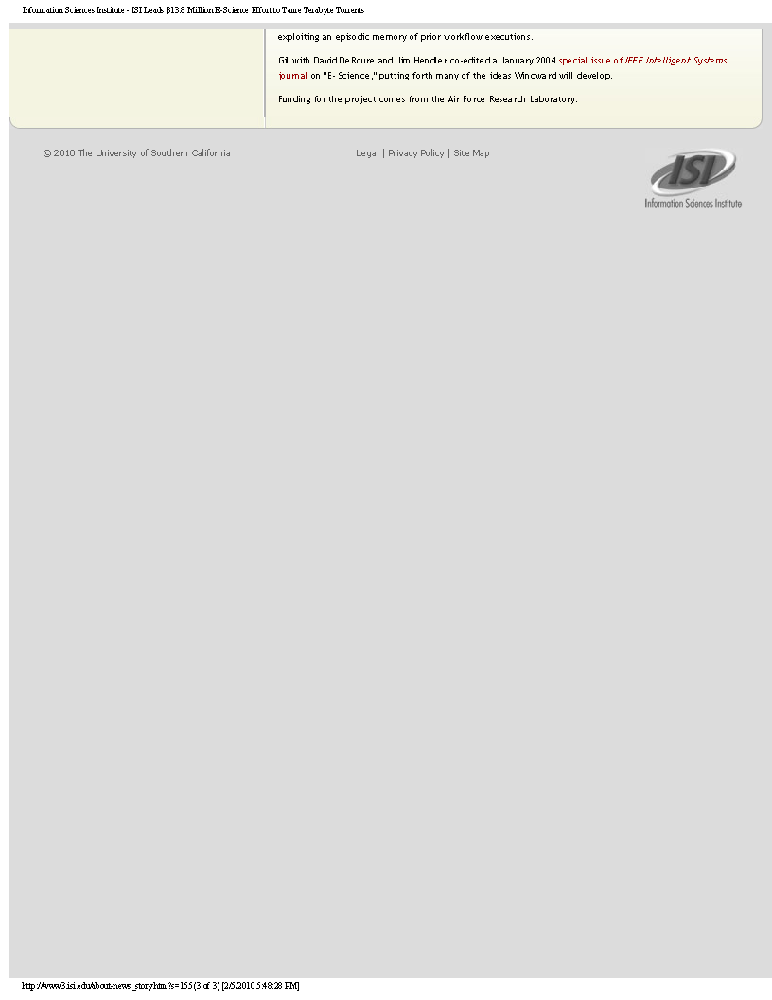 Information Sciences Institute - ISI Leads $13.8 Million E-Science Effort to Tame Terabyte Torrents
exploiting an episodic memory of prior workflow executions.
Gil with David DeRoure and Jim Hendler co-edited a January 2004 special issue of IEEE Intelligent Systems
journal on "E- Science," putting forth many of the ideas Windward will develop.
Funding for the project comes from the Air Force Research Laboratory.
© 2010 The University of Southern California
Legal | Privacy Policy | Site Map
ISI
Information Sciences Institute
http://www3.isi.edu/about-news_story.htm?s=165 (3 of 3) [2/5/2010 5:48:28 PM]